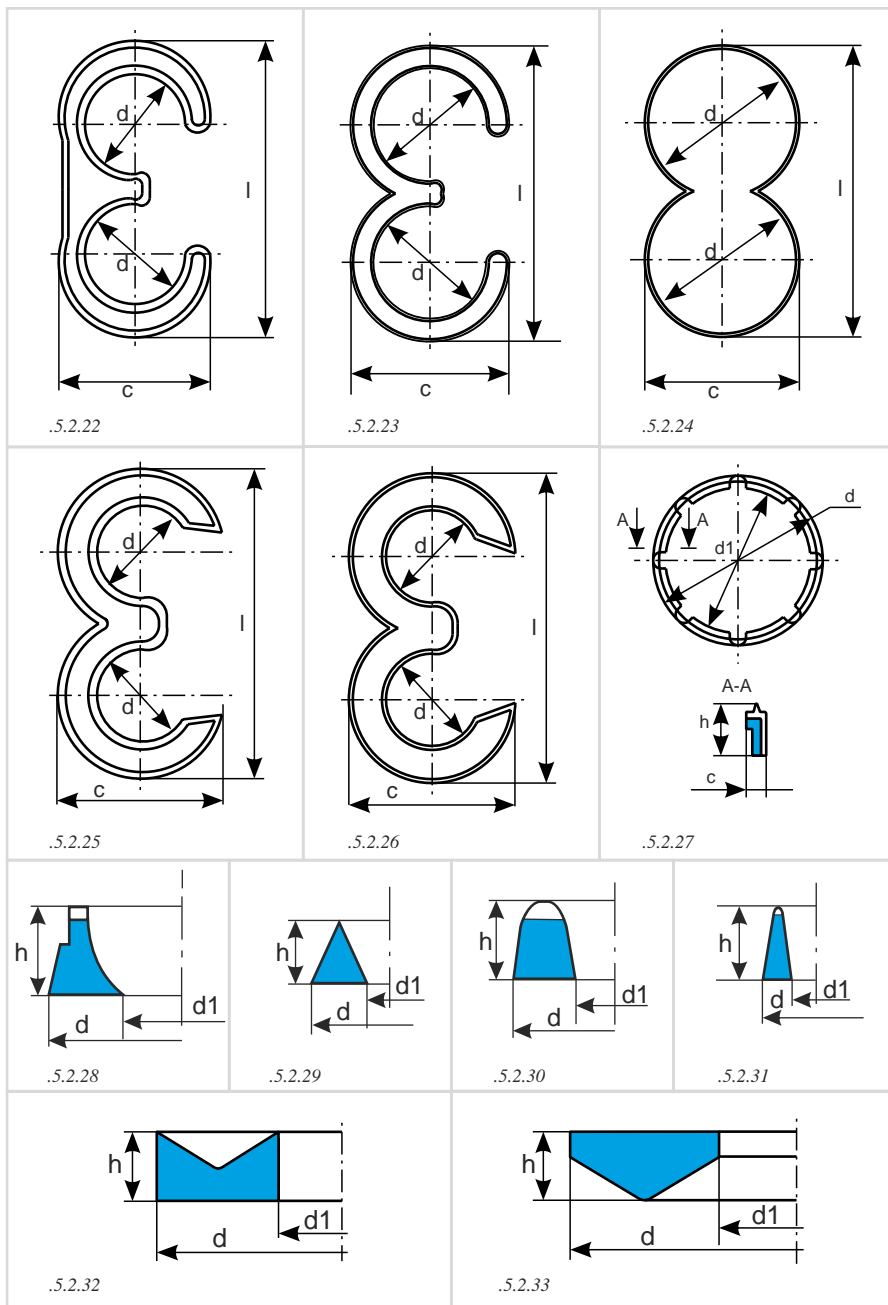 d
l
d
c
.5.2.22
d
l
d
c
.5.2.23
d
l
d
c
.5.2.24
d
l
d
c
.5.2.25
d
l
d
c
.5.2.26
A A d
d1
A-A
h
c
.5.2.27
h
d d1
.5.2.28
h
d d1
.5.2.29
h
d d1
.5.2.30
h
d d1
.5.2.31
h
d d1
.5.2.32
h
d d1
.5.2.33